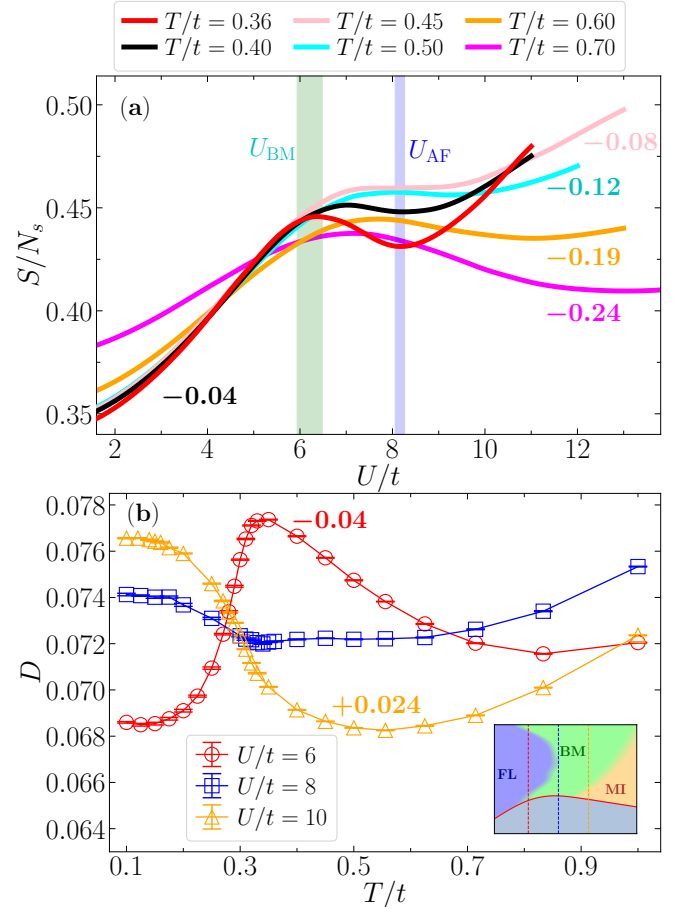 T/t = 0.36 T/t = 0.45 T/t = 0.60
T/t = 0.40 T/t = 0.50 T/t = 0.70
(a)
0.50
0.45
0.40
0.35
S/N_s
U_BM
U_AF
−0.08
−0.12
−0.19
−0.24
−0.04
2 4 6 8 10 12
U/t
(b)
0.078
0.076
0.074
0.072
0.070
0.068
0.066
0.064
D
−0.04
+0.024
U/t = 6
U/t = 8
U/t = 10
FL BM MI
0.1 0.3 0.5 0.7 0.9
T/t